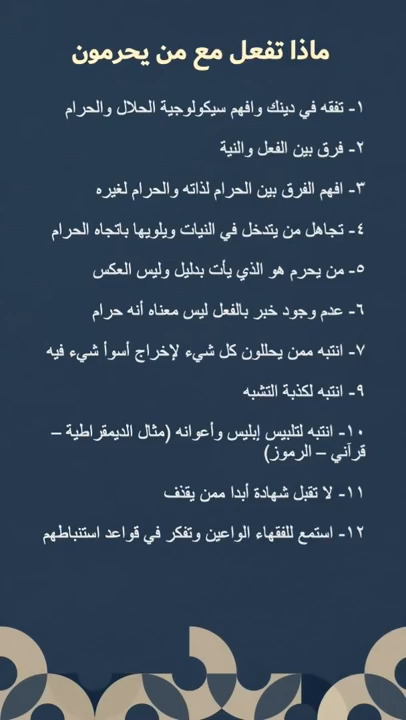 ماذا تفعل مع من يحرمون
١- تفقه في دينك وافهم سيكولوجية الحلال والحرام
٢- فرق بين الفعل والنية
٣- افهم الفرق بين الحرام لذاته والحرام لغيره
٤- تجاهل من يتدخل في النيات ويلويها باتجاه الحرام
٥- من يحرم هو الذي يأت بدليل وليس العكس
٦- عدم وجود خبر بالفعل ليس معناه أنه حرام
٧- انتبه ممن يحللون كل شيء لإخراج أسوأ شيء فيه
٩- انتبه لكذبة التشبه
١٠- انتبه لتلبيس إبليس وأعوانه (مثال الديمقراطية –
قرآني – الرموز)
١١- لا تقبل شهادة أبدا ممن يقذف
١٢- استمع للفقهاء الواعين وتفكر في قواعد استنباطهم